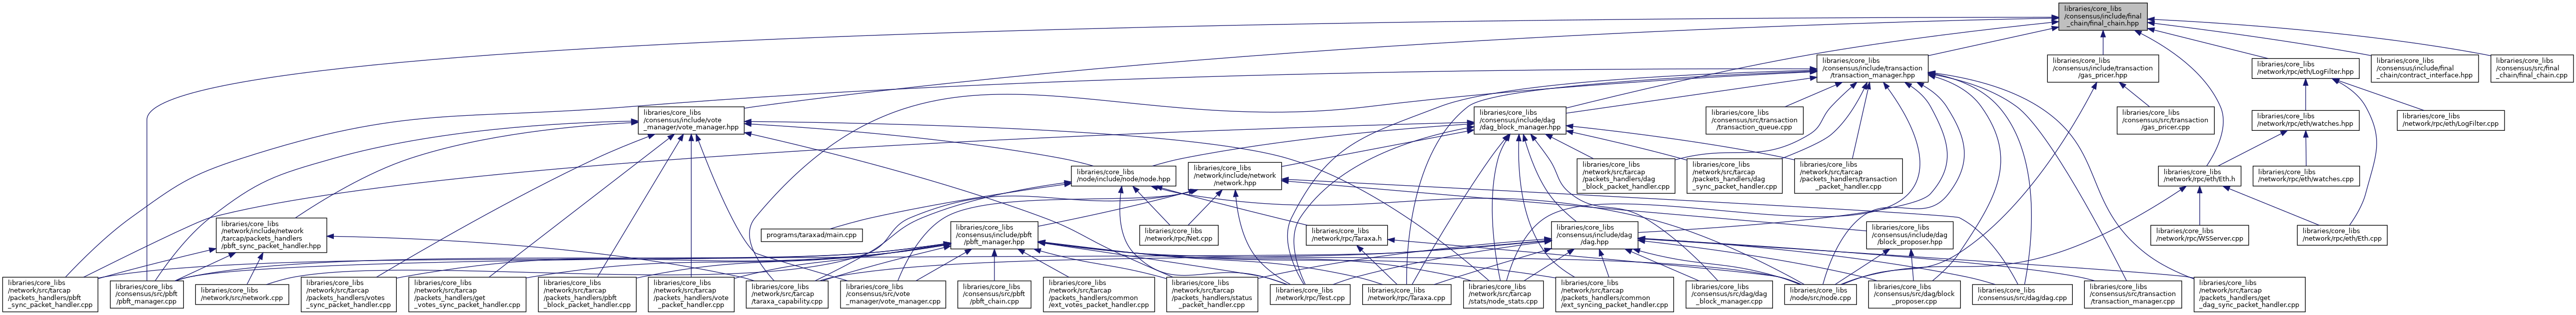 libraries/core_libs
/consensus/include/final
_chain/final_chain.hpp
libraries/core_libs
/consensus/include/transaction
/transaction_manager.hpp
libraries/core_libs
/consensus/include/transaction
/gas_pricer.hpp
libraries/core_libs
/network/rpc/eth/LogFilter.hpp
libraries/core_libs
/consensus/include/final
_chain/contract_interface.hpp
libraries/core_libs
/consensus/src/final
_chain/final_chain.cpp
libraries/core_libs
/consensus/include/vote
_manager/vote_manager.hpp
libraries/core_libs
/consensus/include/dag
/dag_block_manager.hpp
libraries/core_libs
/consensus/src/transaction
/transaction_queue.cpp
libraries/core_libs
/consensus/src/transaction
/gas_pricer.cpp
libraries/core_libs
/network/rpc/eth/watches.hpp
libraries/core_libs
/network/rpc/eth/LogFilter.cpp
libraries/core_libs
/node/include/node/node.hpp
libraries/core_libs
/network/include/network
/network.hpp
libraries/core_libs
/network/src/tarcap
/packets_handlers/dag
_block_packet_handler.cpp
libraries/core_libs
/network/src/tarcap
/packets_handlers/dag
_sync_packet_handler.cpp
libraries/core_libs
/network/src/tarcap
/packets_handlers/transaction
_packet_handler.cpp
libraries/core_libs
/network/rpc/eth/Eth.h
libraries/core_libs
/network/rpc/eth/watches.cpp
libraries/core_libs
/network/include/network
/tarcap/packets_handlers
/pbft_sync_packet_handler.hpp
programs/taraxad/main.cpp
libraries/core_libs
/consensus/include/pbft
/pbft_manager.hpp
libraries/core_libs
/network/rpc/Net.cpp
libraries/core_libs
/network/rpc/Taraxa.h
libraries/core_libs
/consensus/include/dag
/dag.hpp
libraries/core_libs
/consensus/include/dag
/block_proposer.hpp
libraries/core_libs
/network/rpc/WSServer.cpp
libraries/core_libs
/network/rpc/eth/Eth.cpp
libraries/core_libs
/network/src/tarcap
/packets_handlers/pbft
_sync_packet_handler.cpp
libraries/core_libs
/consensus/src/pbft
/pbft_manager.cpp
libraries/core_libs
/network/src/network.cpp
libraries/core_libs
/network/src/tarcap
/packets_handlers/votes
_sync_packet_handler.cpp
libraries/core_libs
/network/src/tarcap
/packets_handlers/get
_votes_sync_packet_handler.cpp
libraries/core_libs
/network/src/tarcap
/packets_handlers/pbft
_block_packet_handler.cpp
libraries/core_libs
/network/src/tarcap
/packets_handlers/vote
_packet_handler.cpp
libraries/core_libs
/network/src/tarcap
/taraxa_capability.cpp
libraries/core_libs
/consensus/src/vote
_manager/vote_manager.cpp
libraries/core_libs
/consensus/src/pbft
/pbft_chain.cpp
libraries/core_libs
/network/src/tarcap
/packets_handlers/common
/ext_votes_packet_handler.cpp
libraries/core_libs
/network/src/tarcap
/packets_handlers/status
_packet_handler.cpp
libraries/core_libs
/network/rpc/Test.cpp
libraries/core_libs
/network/rpc/Taraxa.cpp
libraries/core_libs
/network/src/tarcap
/stats/node_stats.cpp
libraries/core_libs
/network/src/tarcap
/packets_handlers/common
/ext_syncing_packet_handler.cpp
libraries/core_libs
/consensus/src/dag/dag
_block_manager.cpp
libraries/core_libs
/node/src/node.cpp
libraries/core_libs
/consensus/src/dag/block
_proposer.cpp
libraries/core_libs
/consensus/src/dag/dag.cpp
libraries/core_libs
/consensus/src/transaction
/transaction_manager.cpp
libraries/core_libs
/network/src/tarcap
/packets_handlers/get
_dag_sync_packet_handler.cpp